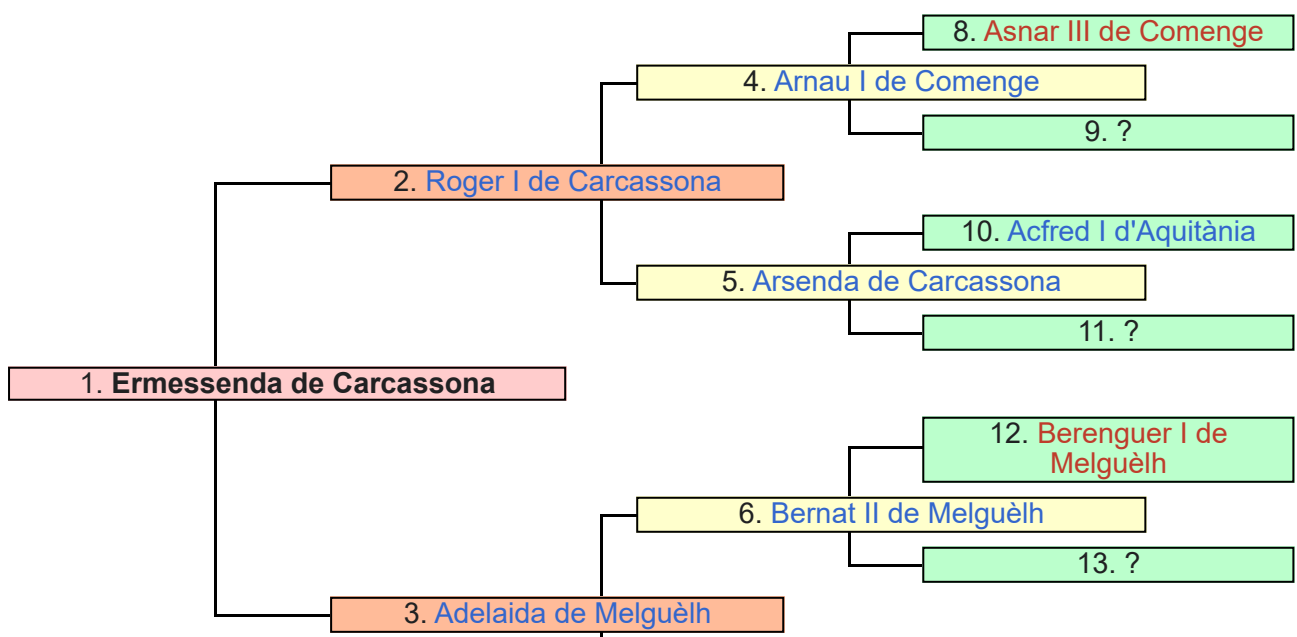 8. Asnar III de Comenge
4. Arnau I de Comenge
9. ?
2. Roger I de Carcassona
10. Acfred I d'Aquitània
5. Arsenda de Carcassona
11. ?
1. Ermessenda de Carcassona
12. Berenguer I de
Melguèlh
6. Bernat II de Melguèlh
13. ?
3. Adelaida de Melguèlh